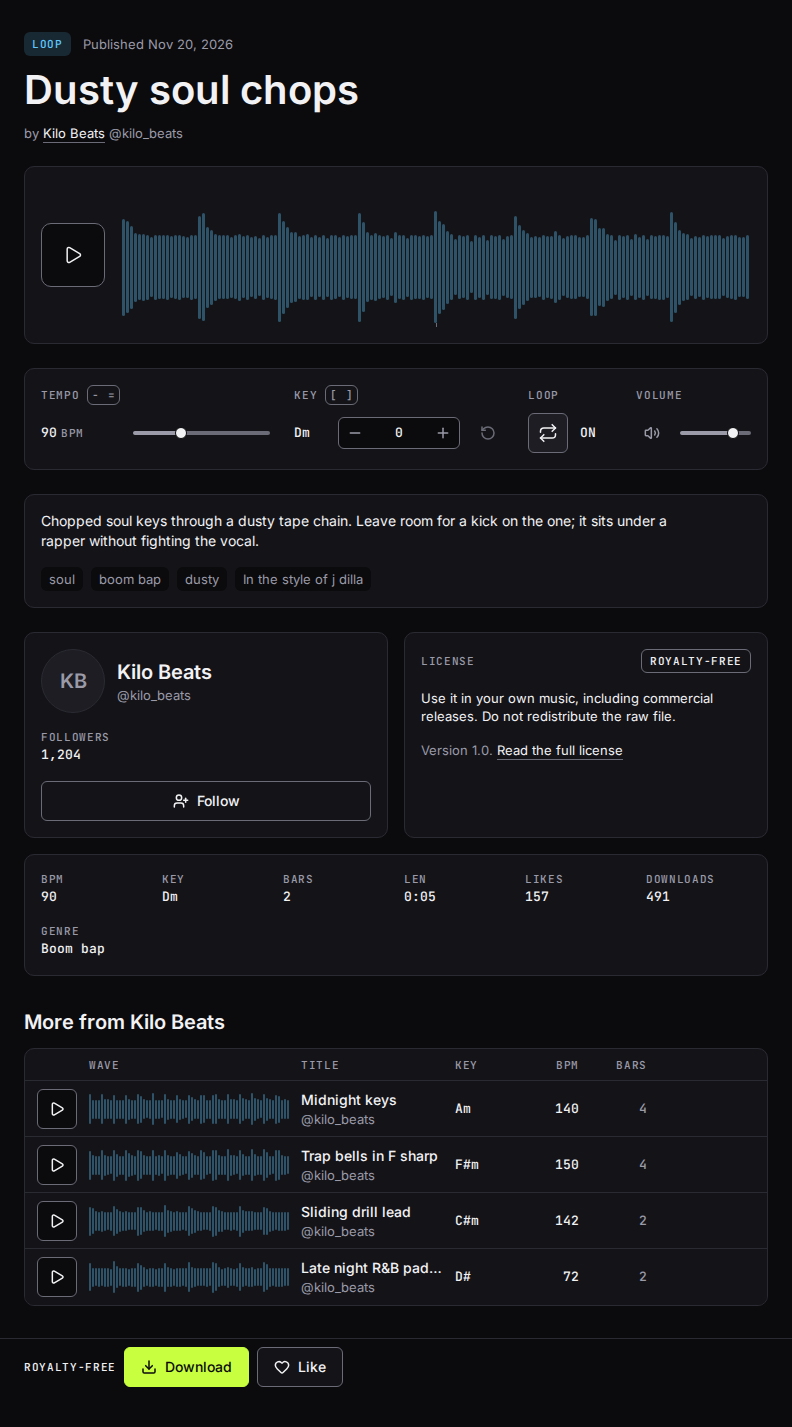 LOOP Published Nov 20, 2026
Dusty soul chops
by Kilo Beats @kilo_beats
TEMPO - = KEY [ ] LOOP VOLUME
90 BPM Dm − 0 + ON
Chopped soul keys through a dusty tape chain. Leave room for a kick on the one; it sits under a
rapper without fighting the vocal.
soul boom bap dusty In the style of j dilla
KB
Kilo Beats
@kilo_beats
FOLLOWERS
1,204
Follow
LICENSE ROYALTY-FREE
Use it in your own music, including commercial
releases. Do not redistribute the raw file.
Version 1.0. Read the full license
BPM KEY BARS LEN LIKES DOWNLOADS
90 Dm 2 0:05 157 491
GENRE
Boom bap
More from Kilo Beats
WAVE TITLE KEY BPM BARS
Midnight keys
@kilo_beats
Am 140 4
Trap bells in F sharp
@kilo_beats
F#m 150 4
Sliding drill lead
@kilo_beats
C#m 142 2
Late night R&B pad...
@kilo_beats
D# 72 2
ROYALTY-FREE Download Like